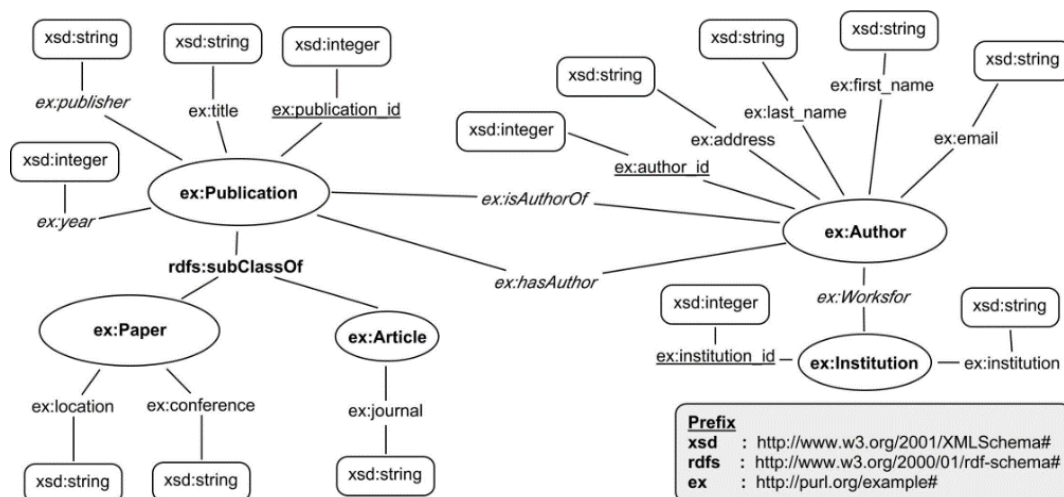 xsd:string
xsd:string
xsd:integer
ex:publisher
ex:title
ex:publication_id
xsd:integer
ex:year
ex:Publication
rdfs:subClassOf
ex:Paper
ex:Article
ex:location
ex:conference
ex:journal
xsd:string
xsd:string
xsd:string
ex:isAuthorOf
ex:hasAuthor
xsd:string
xsd:string
xsd:string
xsd:string
xsd:integer
ex:author_id
ex:address
ex:last_name
ex:first_name
ex:email
ex:Author
ex:Worksfor
xsd:integer
xsd:string
ex:institution_id
ex:Institution
ex:institution
Prefix
xsd : http://www.w3.org/2001/XMLSchema#
rdfs : http://www.w3.org/2000/01/rdf-schema#
ex : http://purl.org/example#